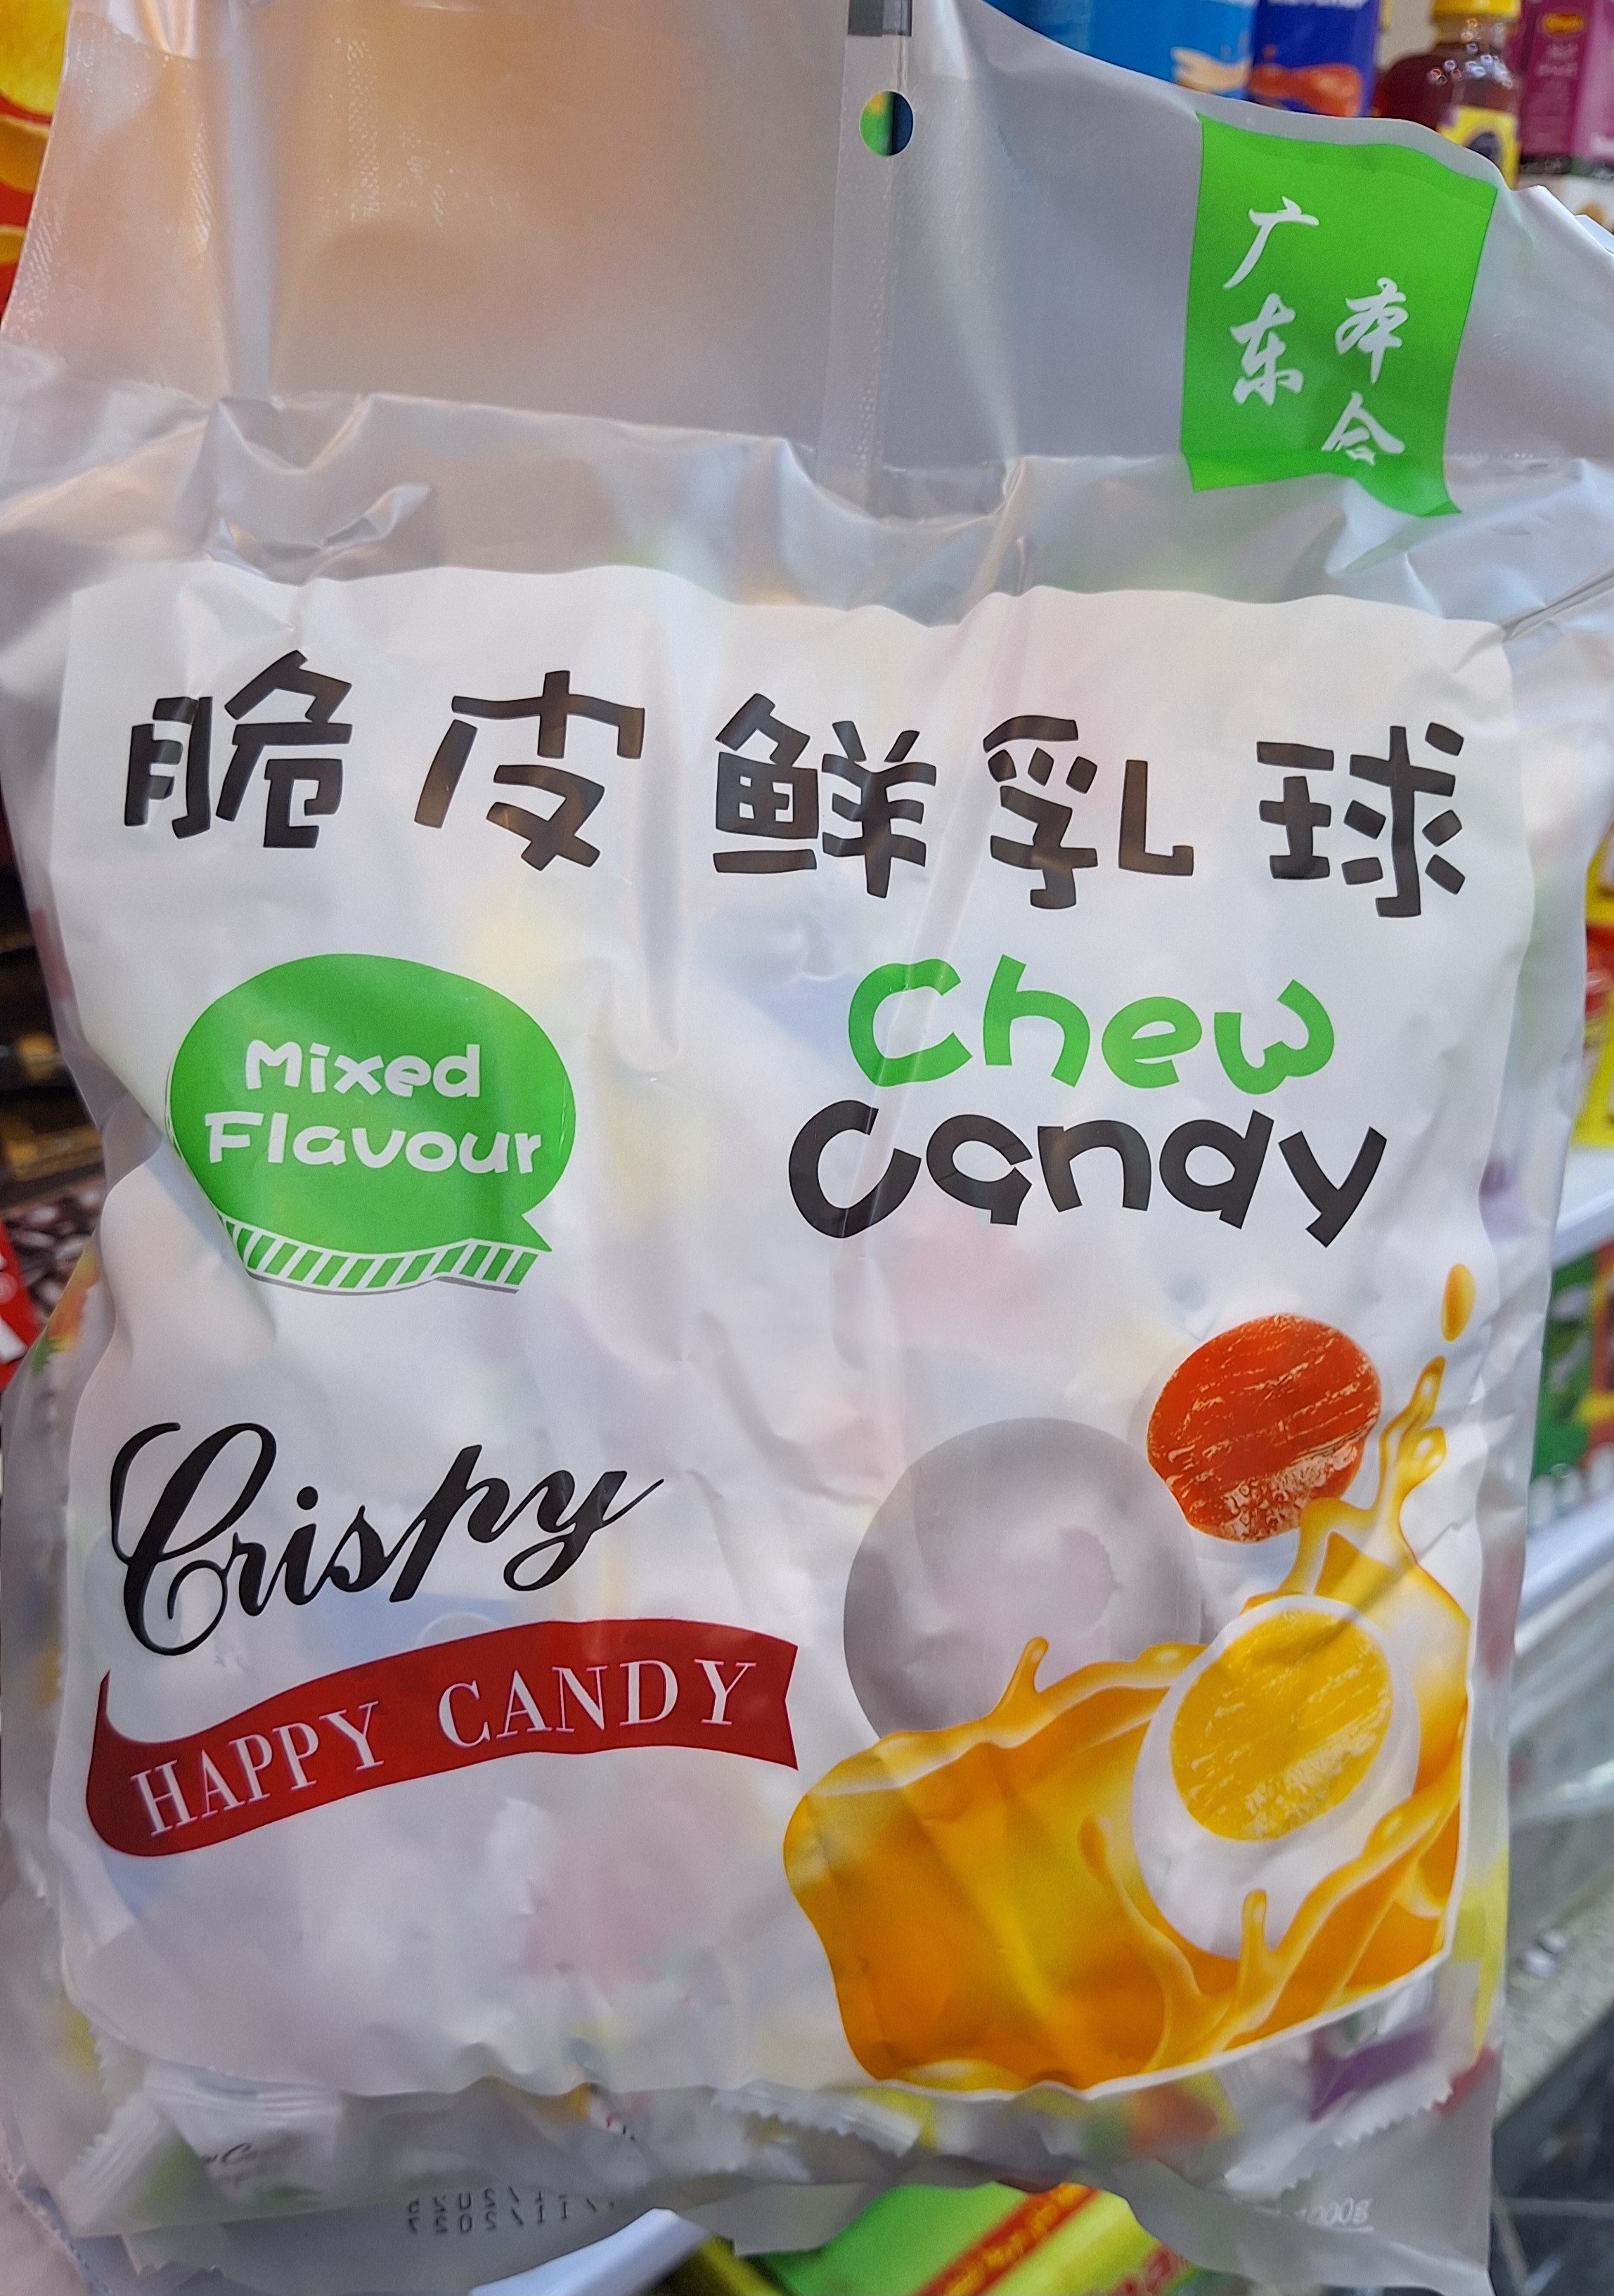 广东
本合
脆皮鲜乳球
Mixed
Flavour
Chew
Candy
Crispy
HAPPY CANDY